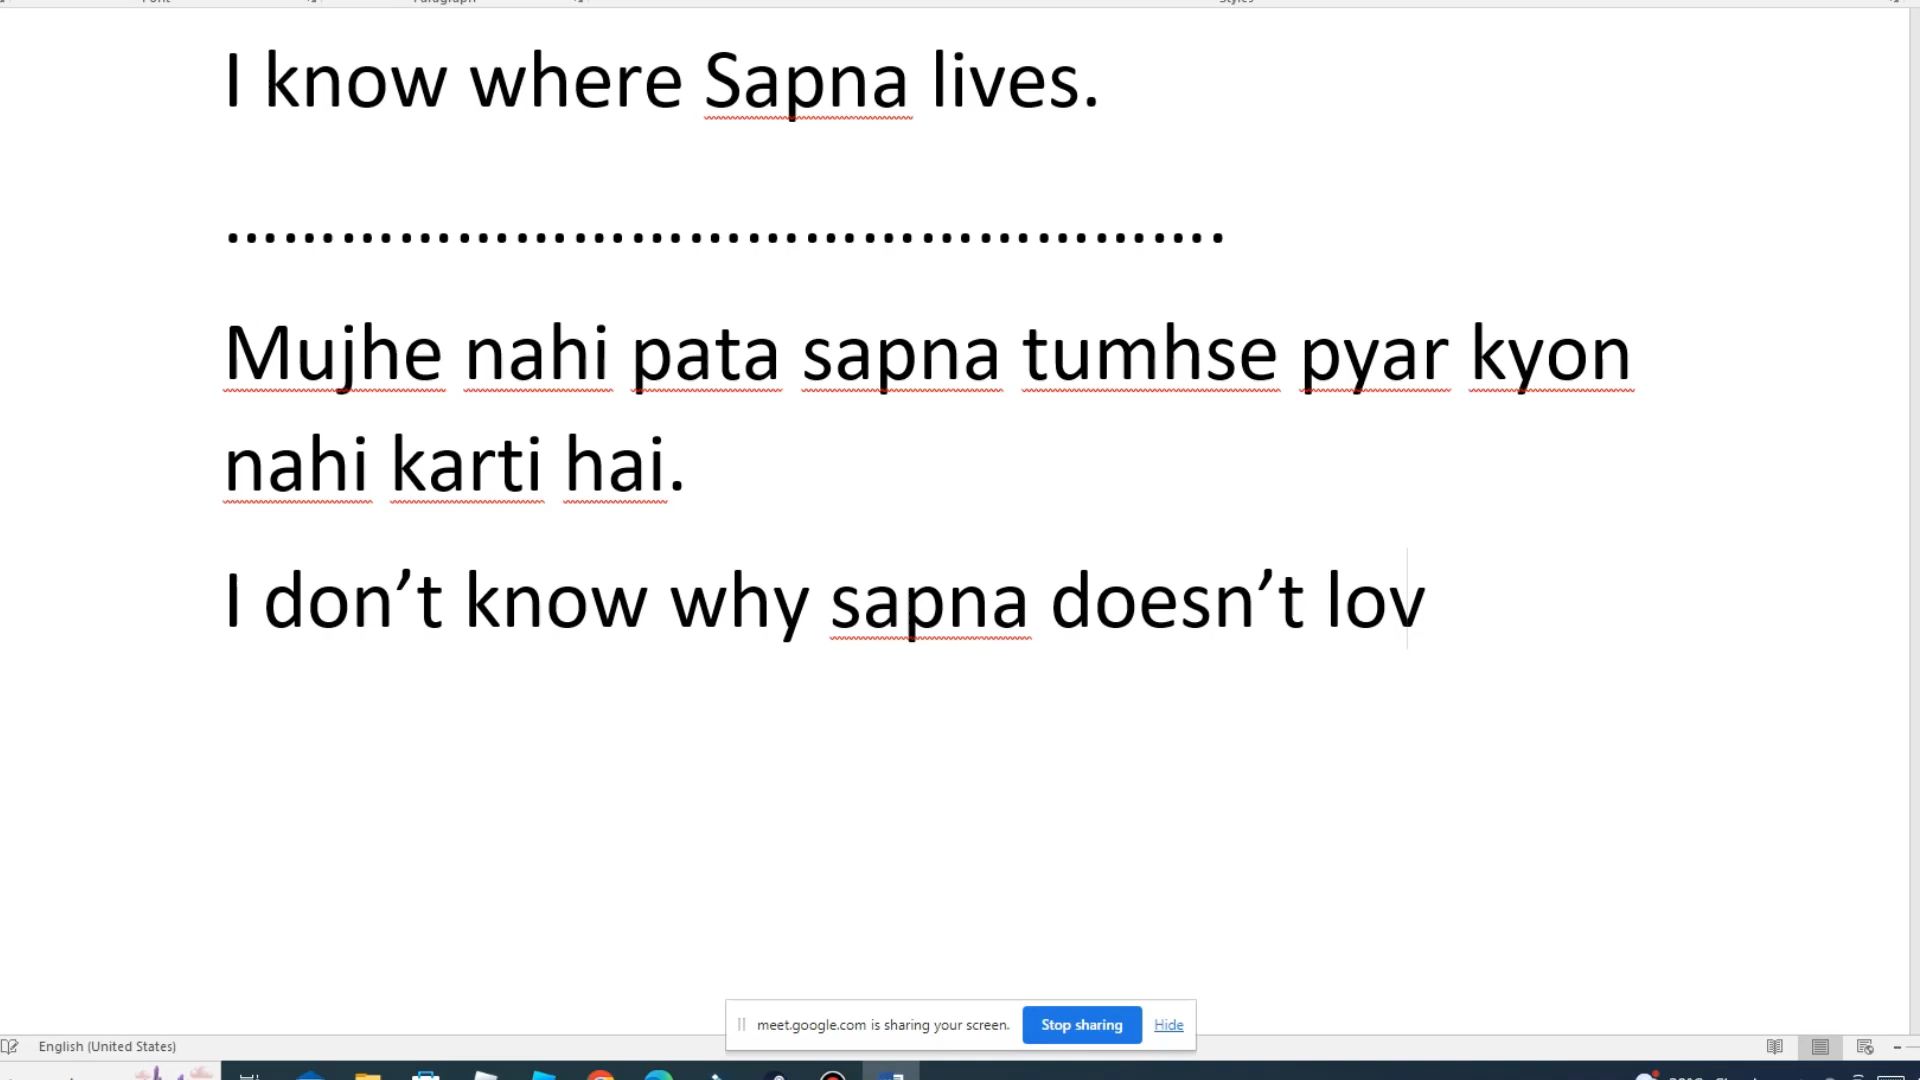 I know where Sapna lives.
……………………………………………….
Mujhe nahi pata sapna tumhse pyar kyon
nahi karti hai.
I don’t know why sapna doesn’t lov
meet.google.com is sharing your screen. Stop sharing Hide
English (United States)